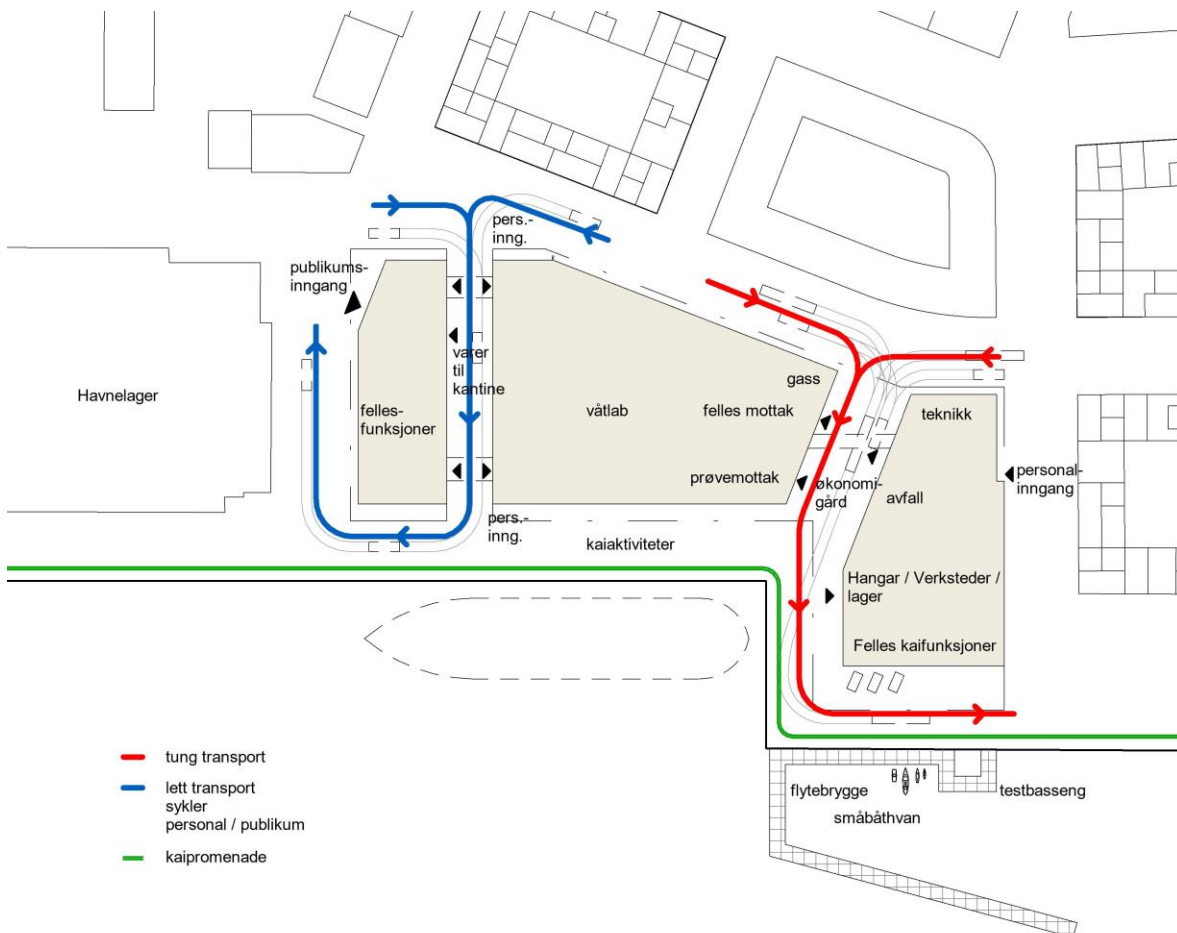 pers.-
inng.
publikums-
inngang
varer
til
kantine
Havnelager
felles-
funksjoner
våtlab
gass
felles mottak
prøvemottak
teknikk
økonomi-
gård
avfall
personal-
inngang
pers.-
inng.
kaiaktiviteter
Hangar / Verksteder /
lager
Felles kaifunksjoner
tung transport
lett transport
sykler
personal / publikum
kaipromenade
flytebrygge
testbasseng
småbåthvan